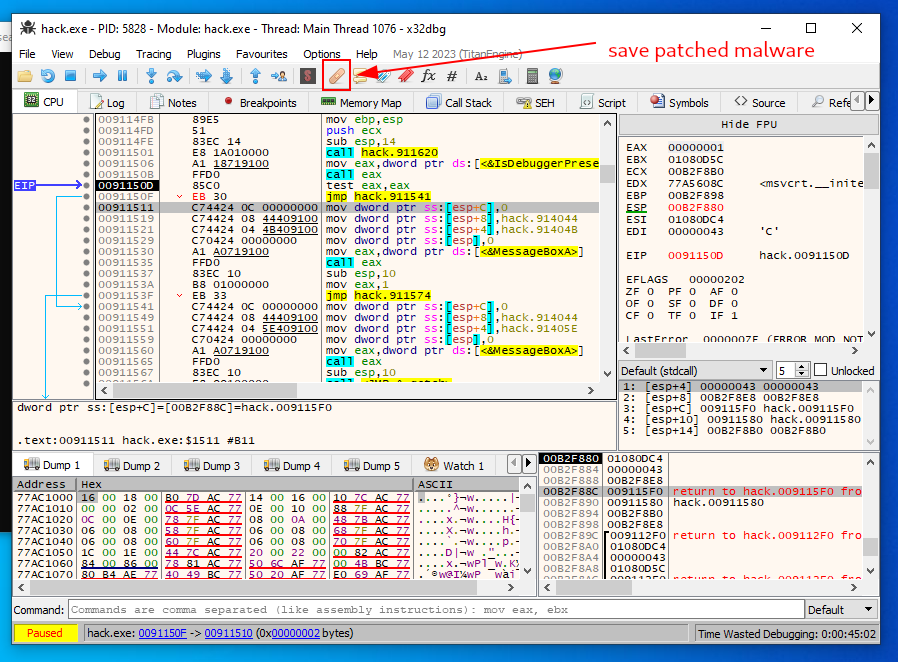 hack.exe - PID: 5828 - Module: hack.exe - Thread: Main Thread 1076 - x32dbg
File View Debug Tracing Plugins Favourites Options Help May 12 2023 (TitanEngine)
save patched malware
CPU Log Notes Breakpoints Memory Map Call Stack SEH Script Symbols Source Refe
009114FB 89E5 mov ebp,esp
009114FD 51 push ecx
009114FE 83EC 14 sub esp,14
00911501 E8 1A010000 call hack.911620
00911506 A1 18719100 mov eax,dword ptr ds:[<&IsDebuggerPrese
0091150B FFD0 call eax
EIP 0091150D 85C0 test eax,eax
0091150F EB 30 jmp hack.911541
00911511 C74424 0C 00000000 mov dword ptr ss:[esp+C],0
00911519 C74424 08 44409100 mov dword ptr ss:[esp+8],hack.914044
00911521 C74424 04 4B409100 mov dword ptr ss:[esp+4],hack.91404B
00911529 C70424 00000000 mov dword ptr ss:[esp],0
00911530 A1 A0719100 mov eax,dword ptr ds:[<&MessageBoxA>]
00911535 FFD0 call eax
00911537 83EC 10 sub esp,10
0091153A B8 01000000 mov eax,1
0091153F EB 33 jmp hack.911574
00911541 C74424 0C 00000000 mov dword ptr ss:[esp+C],0
00911549 C74424 08 44409100 mov dword ptr ss:[esp+8],hack.914044
00911551 C74424 04 5E409100 mov dword ptr ss:[esp+4],hack.91405E
00911559 C70424 00000000 mov dword ptr ss:[esp],0
00911560 A1 A0719100 mov eax,dword ptr ds:[<&MessageBoxA>]
00911565 FFD0 call eax
00911567 83EC 10 sub esp,10
Hide FPU
EAX 00000001
EBX 01080D5C
ECX 00B2F8B0
EDX 77A5608C <msvcrt.__inite
EBP 00B2F898
ESP 00B2F880
ESI 01080DC4
EDI 00000043 'C'
EIP 0091150D hack.0091150D
EFLAGS 00000202
ZF 0 PF 0 AF 0
OF 0 SF 0 DF 0
CF 0 TF 0 IF 1
LastError 0000007E (ERROR_MOD_NOT
Default (stdcall) 5 Unlocked
1: [esp+4] 00000043 00000043
2: [esp+8] 00B2F8E8 00B2F8E8
3: [esp+C] 009115F0 hack.009115F0
4: [esp+10] 00911580 hack.00911580
5: [esp+14] 00B2F8B0 00B2F8B0
dword ptr ss:[esp+C]=[00B2F88C]=hack.009115F0
.text:00911511 hack.exe:$1511 #B11
Dump 1 Dump 2 Dump 3 Dump 4 Dump 5 Watch 1
Address Hex ASCII
77AC1000 16 00 18 00 B0 7D AC 77 14 00 16 00 10 7C AC 77
77AC1010 00 00 02 00 0C 5E AC 77 0E 00 10 00 88 7F AC 77
77AC1020 0C 00 0E 00 78 7F AC 77 08 00 0A 00 48 7B AC 77
77AC1030 06 00 08 00 58 7F AC 77 06 00 08 00 68 7F AC 77
77AC1040 06 00 08 00 60 7F AC 77 06 00 08 00 70 7F AC 77
77AC1050 1C 00 1E 00 44 7C AC 77 20 00 22 00 00 82 AC 77
77AC1060 84 00 86 00 78 81 AC 77 50 6C AF 77 00 4B BC 77
77AC1070 80 B4 AE 77 40 49 BC 77 50 20 AF 77 E0 69 AF 77
00B2F880 01080DC4
00B2F884 00000043
00B2F888 00B2F8E8
00B2F88C 009115F0 return to hack.009115F0 fro
00B2F890 00911580 hack.00911580
00B2F894 00B2F8B0
00B2F898 00B2F8E8
00B2F89C 009112F0 return to hack.009112F0 fro
00B2F8A0 01080DC4
00B2F8A4 00000043
00B2F8A8 01080D5C
Command: Commands are comma separated (like assembly instructions): mov eax, ebx Default
Paused hack.exe: 0091150F -> 00911510 (0x00000002 bytes) Time Wasted Debugging: 0:00:45:02